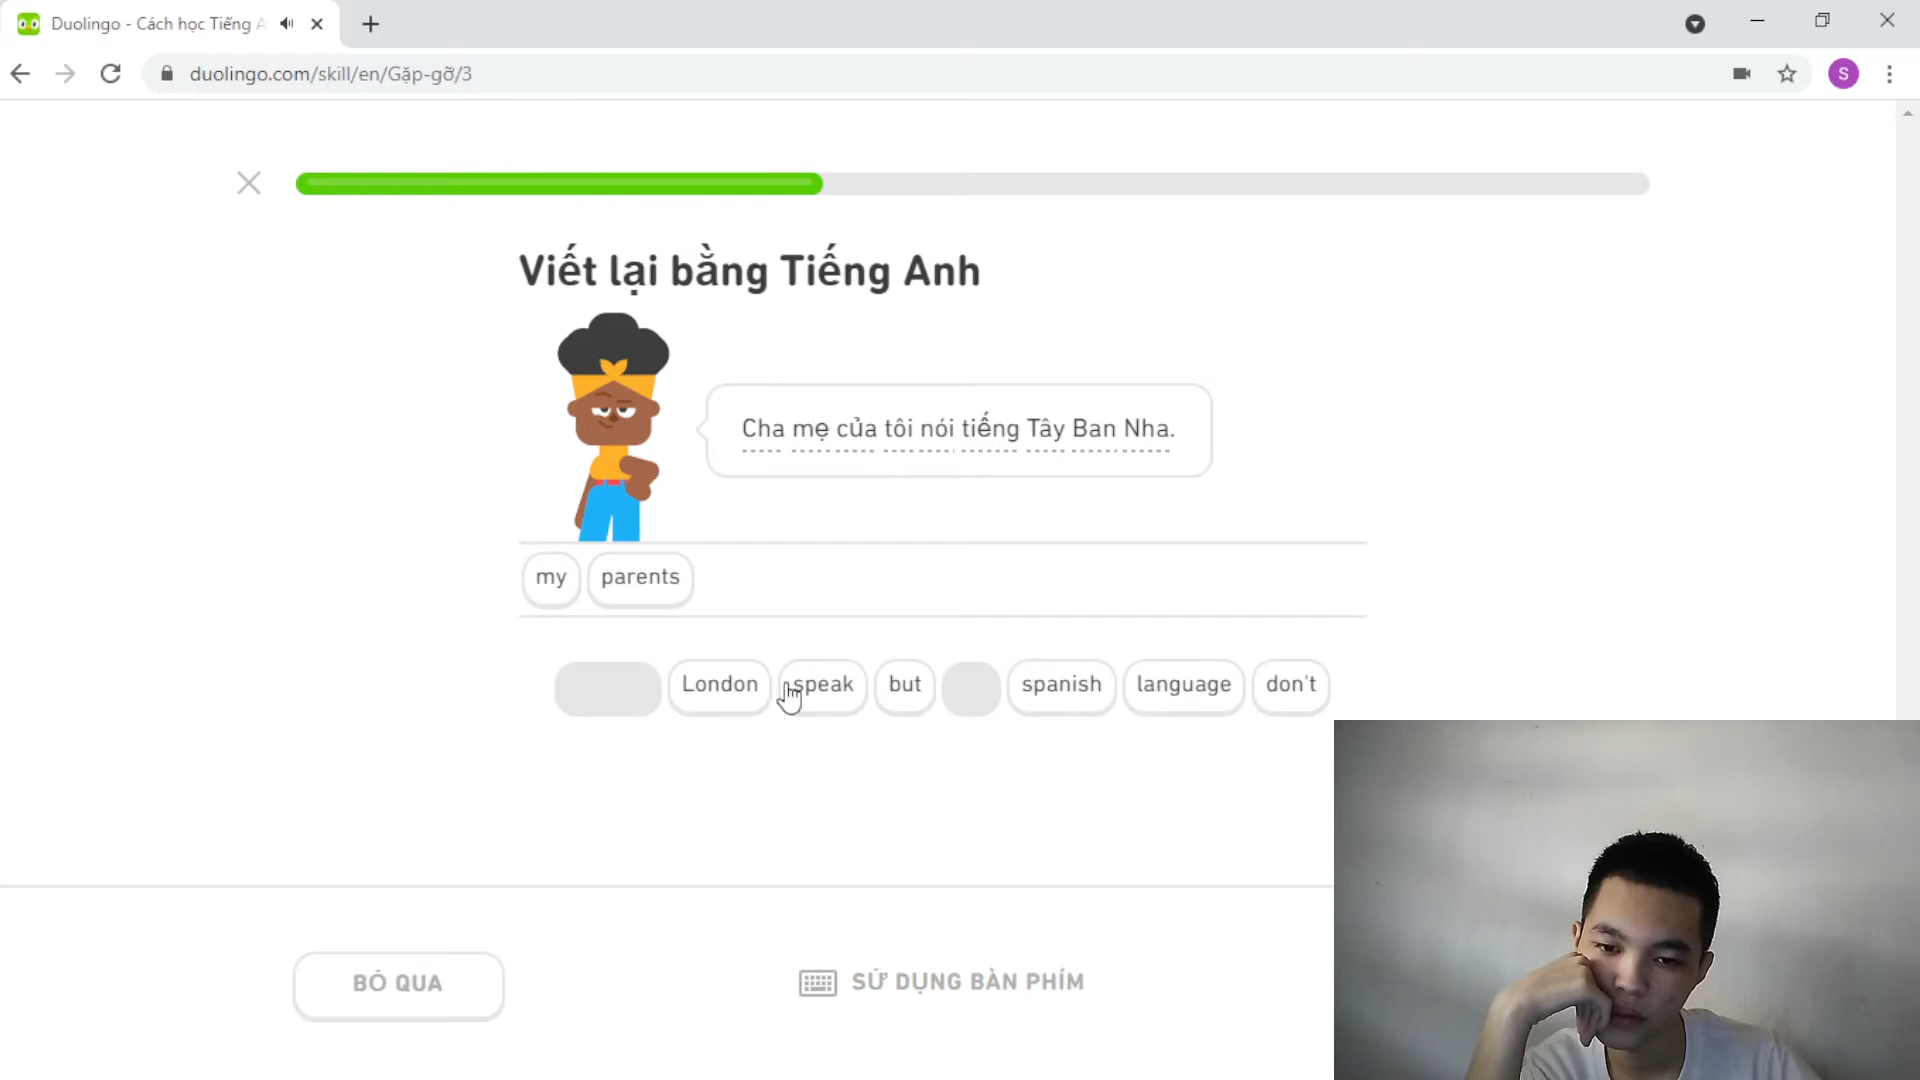 Duolingo - Cách học Tiếng A
duolingo.com/skill/en/Gặp-gỡ/3
S
Viết lại bằng Tiếng Anh
Cha mẹ của tôi nói tiếng Tây Ban Nha.
my parents
London speak but spanish language don't
BỎ QUA
SỬ DỤNG BÀN PHÍM